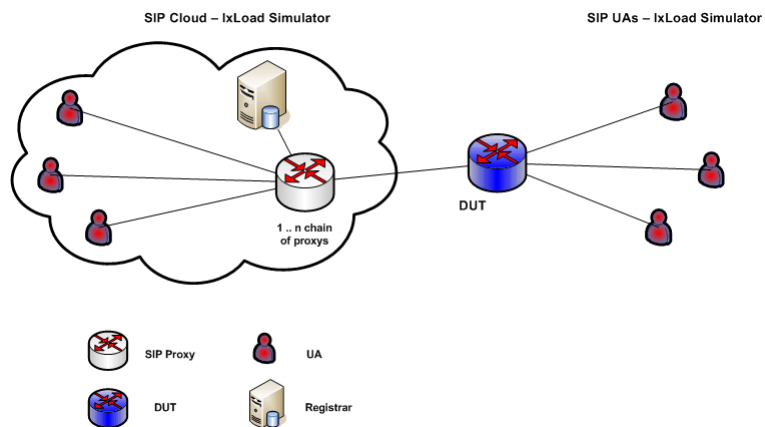 SIP Cloud – IxLoad Simulator
SIP UAs – IxLoad Simulator
DUT
1 .. n chain
of proxys
SIP Proxy
UA
DUT
Registrar